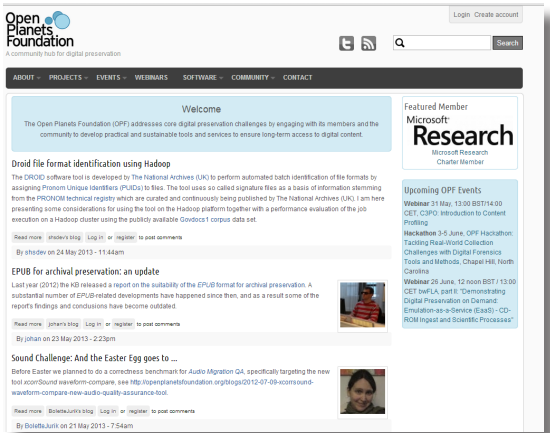 Login Create account
Open
Planets
Foundation
A community hub for digital preservation
Search
ABOUT PROJECTS EVENTS WEBINARS SOFTWARE COMMUNITY CONTACT
Welcome
The Open Planets Foundation (OPF) addresses core digital preservation challenges by engaging with its members and the
community to develop practical and sustainable tools and services to ensure long-term access to digital content.
Droid file format identification using Hadoop
The DROID software tool is developed by The National Archives (UK) to perform automated batch identification of file formats by
assigning Pronom Unique Identifiers (PUIDs) to files. The tool uses so called signature files as a basis of information stemming
from the PRONOM technical registry which are curated and continuously being published by The National Archives (UK). I am here
presenting some considerations for using the tool on the Hadoop platform together with a performance evaluation of the job
execution on a Hadoop cluster using the publicly available Govdocs1 corpus data set.
Read more shsdev's blog Log in or register to post comments
By shsdev on 24 May 2013 - 11:44am
EPUB for archival preservation: an update
Last year (2012) the KB released a report on the suitability of the EPUB format for archival preservation. A
substantial number of EPUB-related developments have happened since then, and as a result some of the
report's findings and conclusions have become outdated.
Read more johan's blog Log in or register to post comments
By johan on 23 May 2013 - 2:23pm
Sound Challenge: And the Easter Egg goes to ...
Before Easter we planned to do a correctness benchmark for Audio Migration QA, specifically targeting the new
tool xcorrSound waveform-compare, see http://openplanetsfoundation.org/blogs/2012-07-09-xcorrsound-
waveform-compare-new-audio-quality-assurance-tool.
Read more BoletteJurik's blog Log in or register to post comments
By BoletteJurik on 21 May 2013 - 7:54am
Featured Member
Microsoft
Research
Microsoft Research
Charter Member
Upcoming OPF Events
Webinar 31 May, 13:00 BST/14:00
CET, C3PO: Introduction to Content
Profiling
Hackathon 3-5 June, OPF Hackathon:
Tackling Real-World Collection
Challenges with Digital Forensics
Tools and Methods, Chapel Hill, North
Carolina
Webinar 26 June, 12 noon BST / 13:00
CET bwFLA, part II. "Demonstrating
Digital Preservation on Demand:
Emulation-as-a-Service (EaaS) - CD-
ROM Ingest and Scientific Processes"